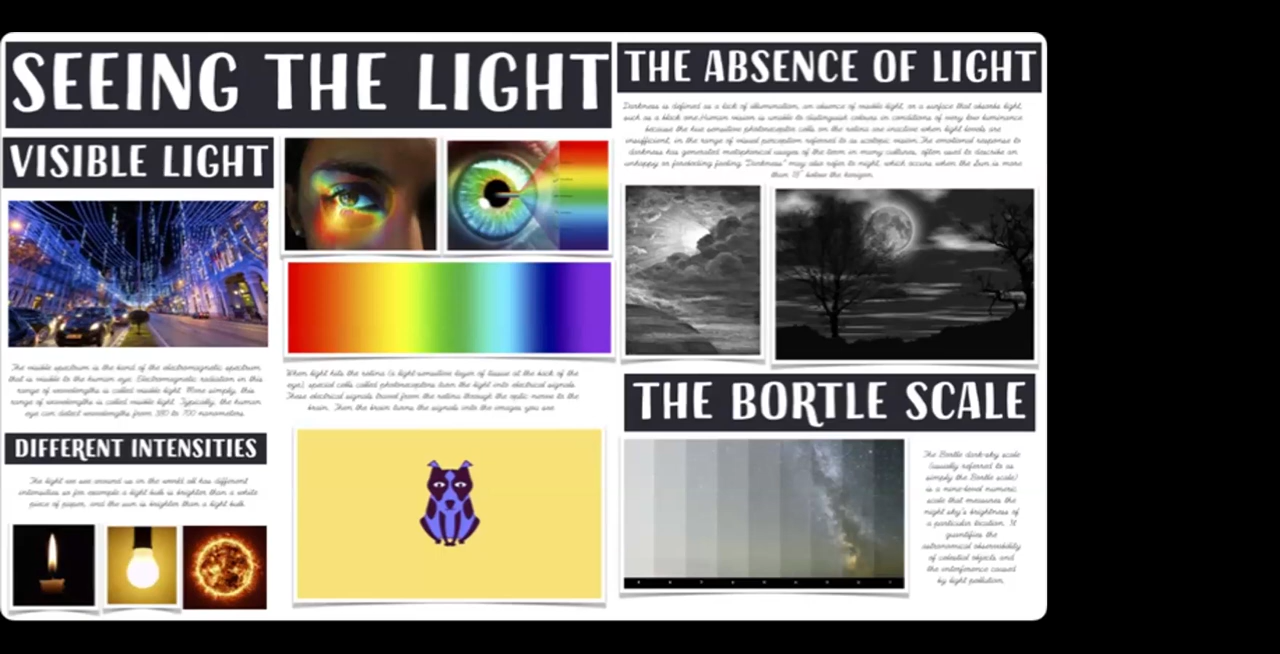 SEEING THE LIGHT
VISIBLE LIGHT
The visible spectrum is the band of the electromagnetic spectrum
that is visible to the human eye. Electromagnetic radiation in this
range of wavelengths is called visible light. More simply, this
range of wavelengths is called visible light. Typically, the human
eye can detect wavelengths from 380 to 700 nanometers.
DIFFERENT INTENSITIES
The light we see around us in the world all has different
intensities so for example a light bulb is brighter than a white
piece of paper, and the sun is brighter than a light bulb.
When light hits the retina (a light-sensitive layer of tissue at the back of the
eye), special cells called photoreceptors turn the light into electrical signals.
These electrical signals travel from the retina through the optic nerve to the
brain. Then the brain turns the signals into the images you see
THE ABSENCE OF LIGHT
Darkness is defined as a lack of illumination, an absence of visible light, or a surface that absorbs light,
such as a black one.Human vision is unable to distinguish colours in conditions of very low luminance
because the hue sensitive photoreceptor cells on the retina are inactive when light levels are
insufficient, in the range of visual perception referred to as scotopic vision.The emotional response to
darkness has generated metaphorical usages of the term in many cultures, often used to describe an
unhappy or foreboding feeling. "Darkness" may also refer to night, which occurs when the Sun is more
than 18° below the horizon.
THE BORTLE SCALE
The Bortle dark-sky scale
(usually referred to as
simply the Bortle scale)
is a nine-level numeric
scale that measures the
night sky's brightness of
a particular location. It
quantifies the
astronomical observability
of celestial objects and
the interference caused
by light pollution.